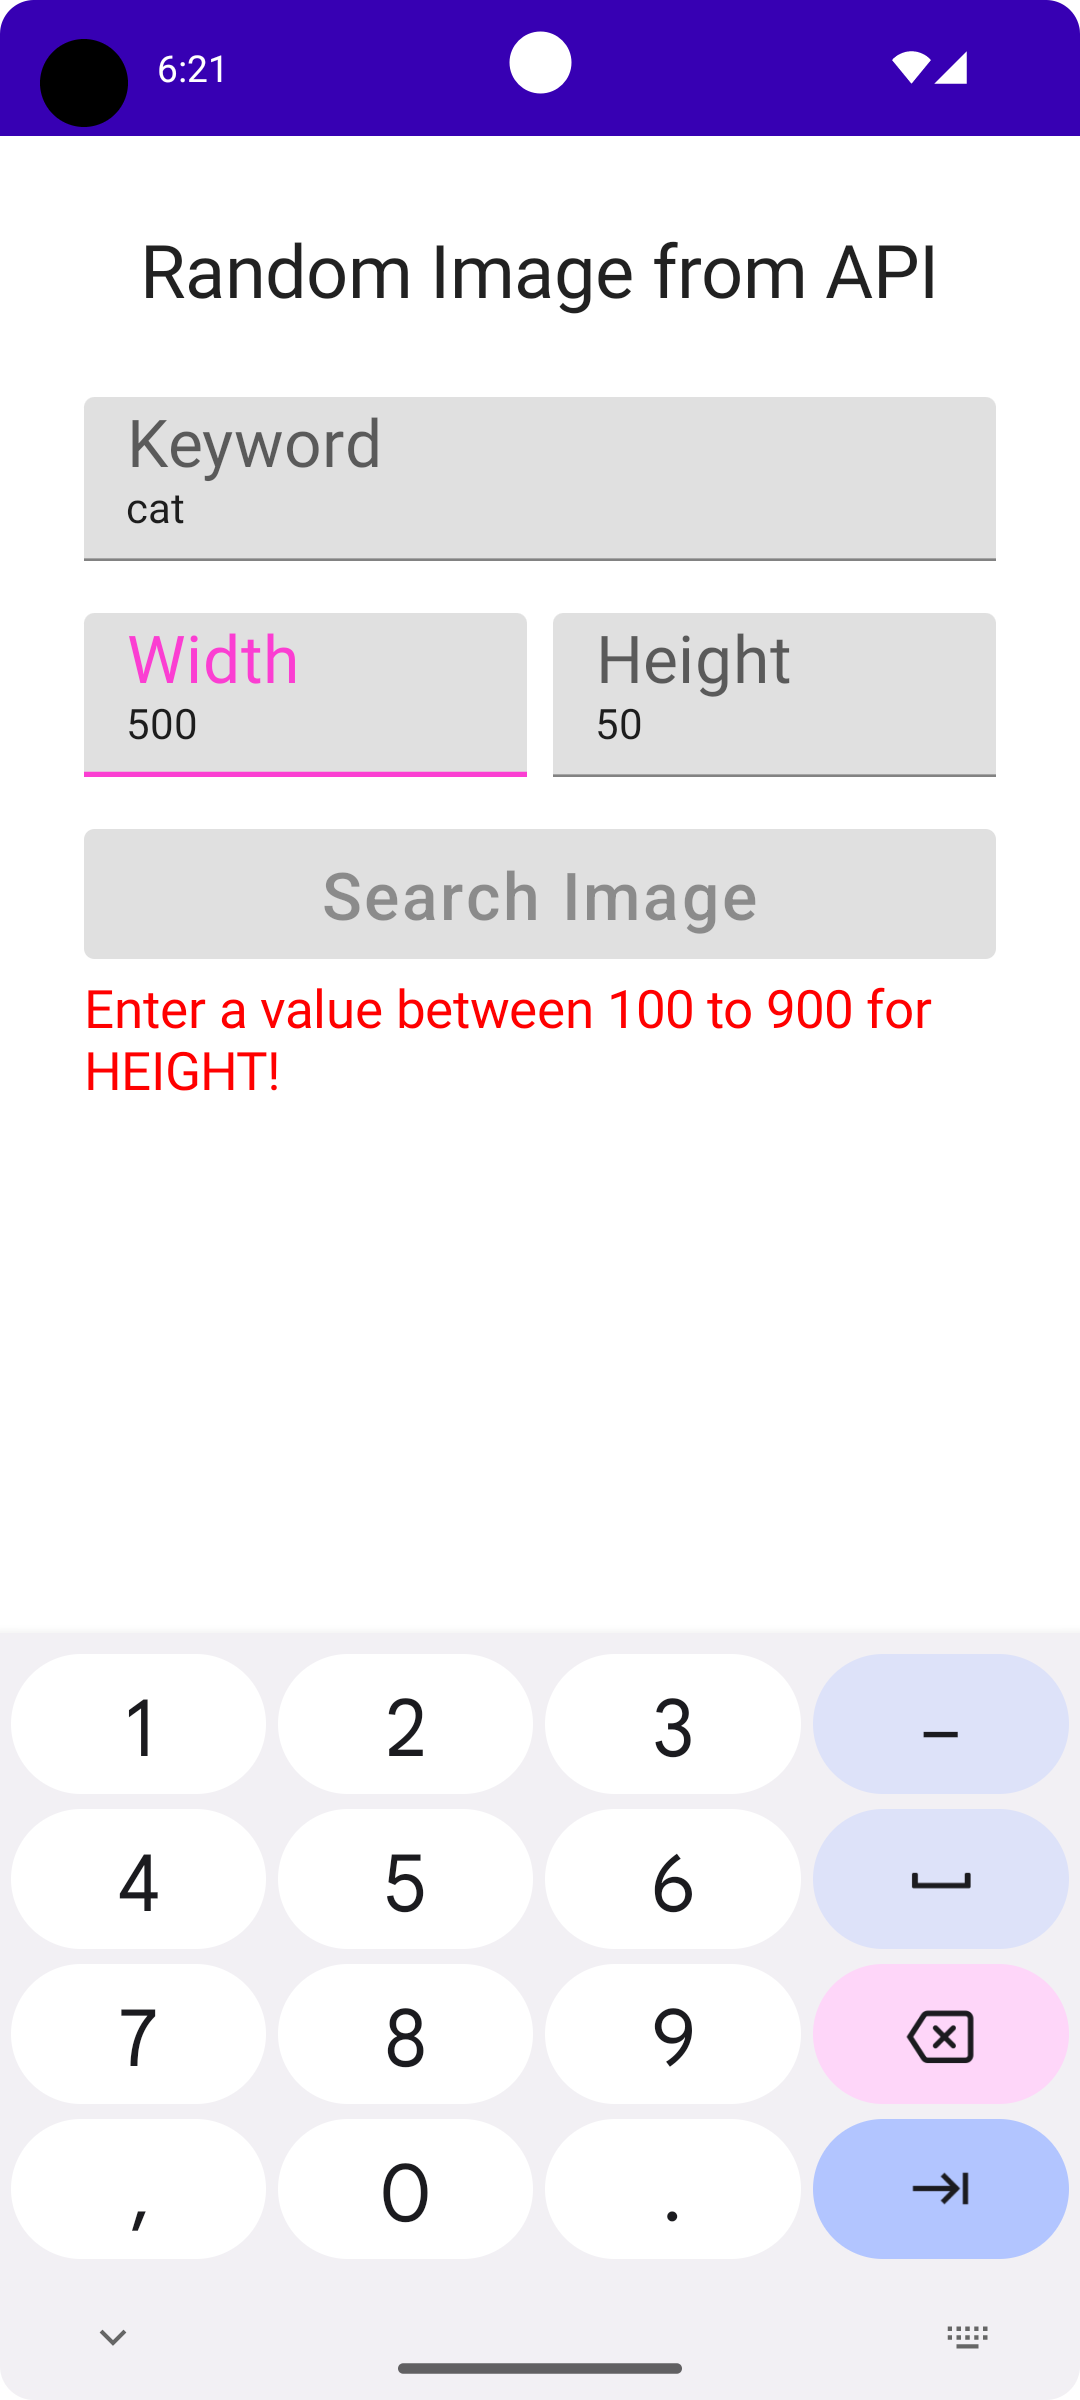 6:21
Random Image from API
Keyword
cat
Width
500
Height
50
Search Image
Enter a value between 100 to 900 for
HEIGHT!
1 2 3 –
4 5 6
7 8 9
, 0 .